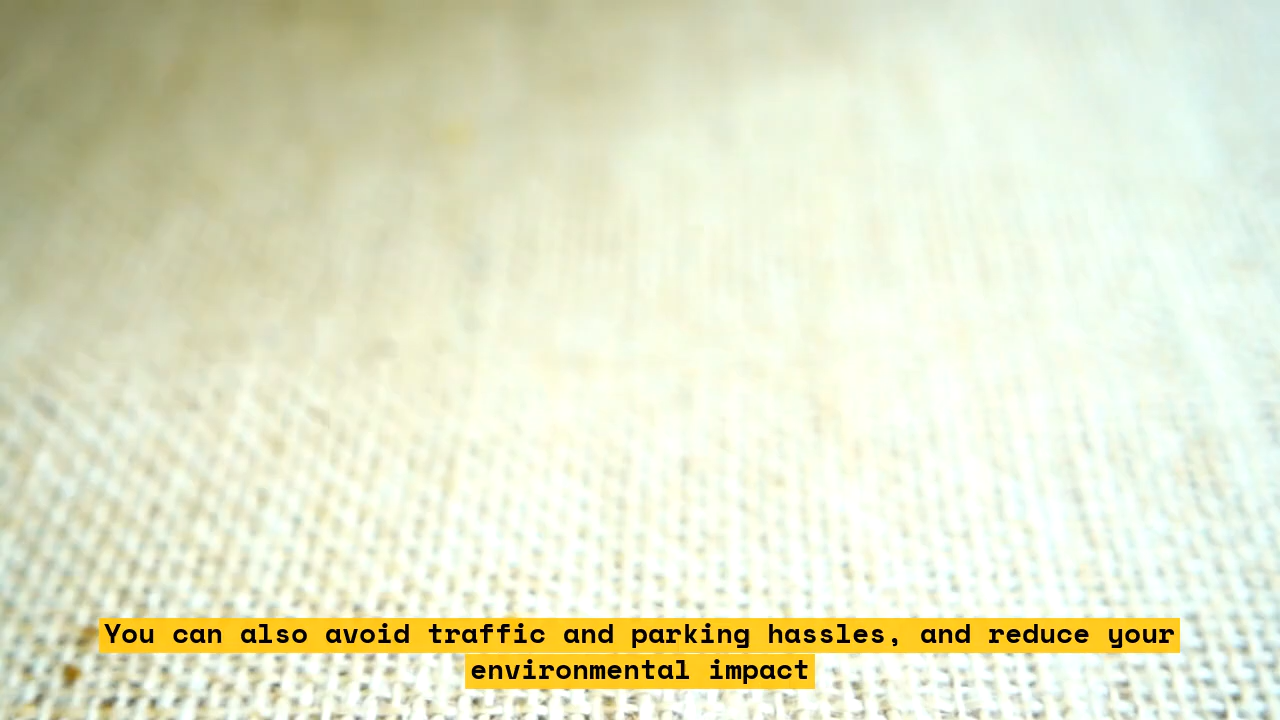 You can also avoid traffic and parking hassles, and reduce your
environmental impact